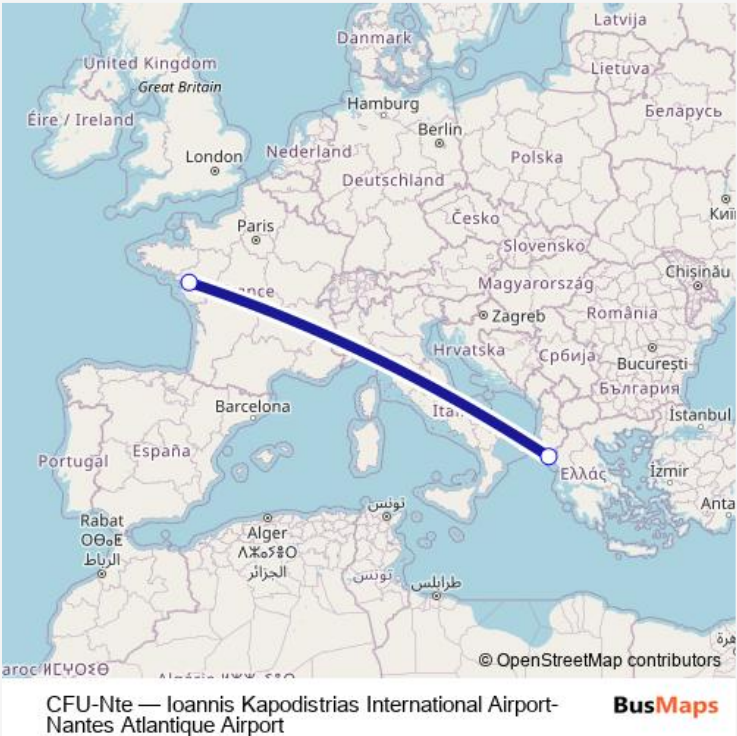 Latvija
Danmark
United Kingdom
Lietuva
Great Britain
Hamburg
Беларусь
Éire / Ireland
Berlin
London
Nederland
Polska
Deutschland
Paris
Česko
Slovensko
Chișinău
Magyarország
România
Zagreb
Hrvatska
Србија
București
България
Barcelona
İstanbul
España
Portugal
Ελλάς
İzmir
تونس
Rabat
ⵔⴱⴰⵟ
الرباط
Alger
الجزائر
تونس
طرابلس
© OpenStreetMap contributors
CFU-Nte — Ioannis Kapodistrias International Airport-
Nantes Atlantique Airport
BusMaps